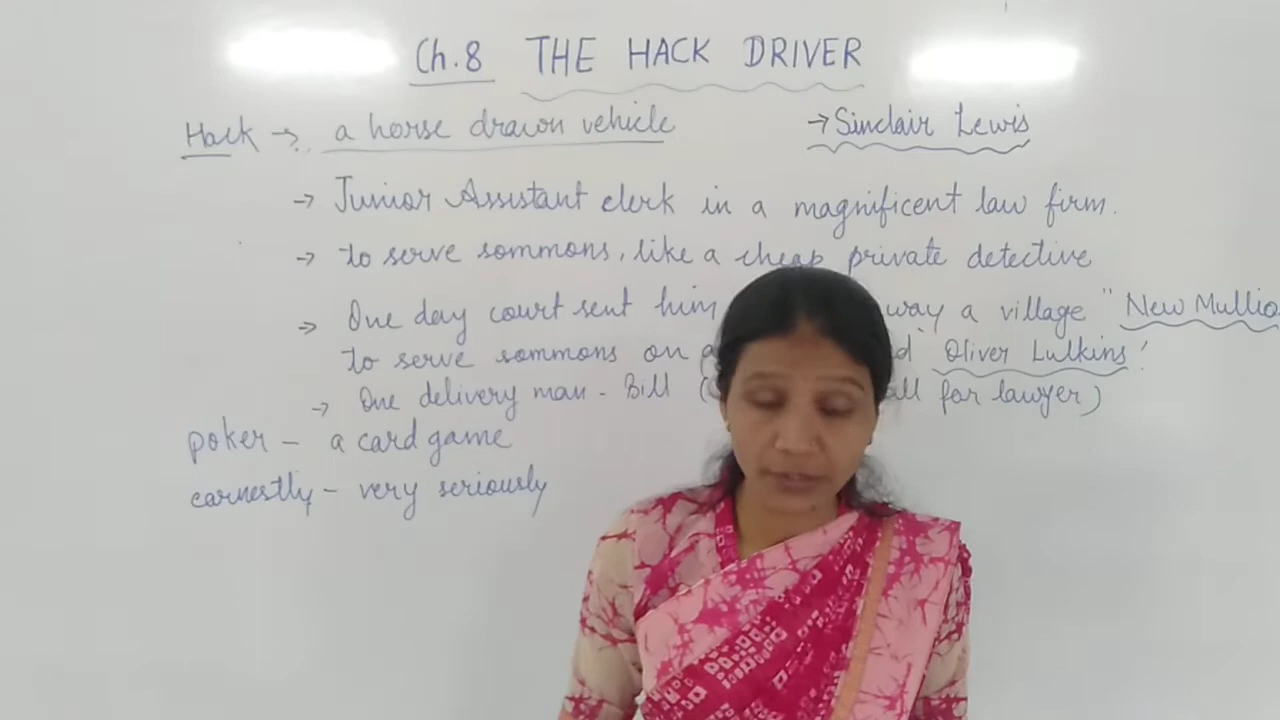 Ch.8 THE HACK DRIVER
Hack → a horse drawn vehicle → Sinclair Lewis
→ Junior Assistant clerk in a magnificent law firm.
→ to serve sommons, like a cheap private detective
→ One day court sent him way a village "New Mullio
to serve sommons on Oliver Lulkins'
→ One delivery man - Bill ( all for lawyer)
poker - a card game
earnestly - very seriously